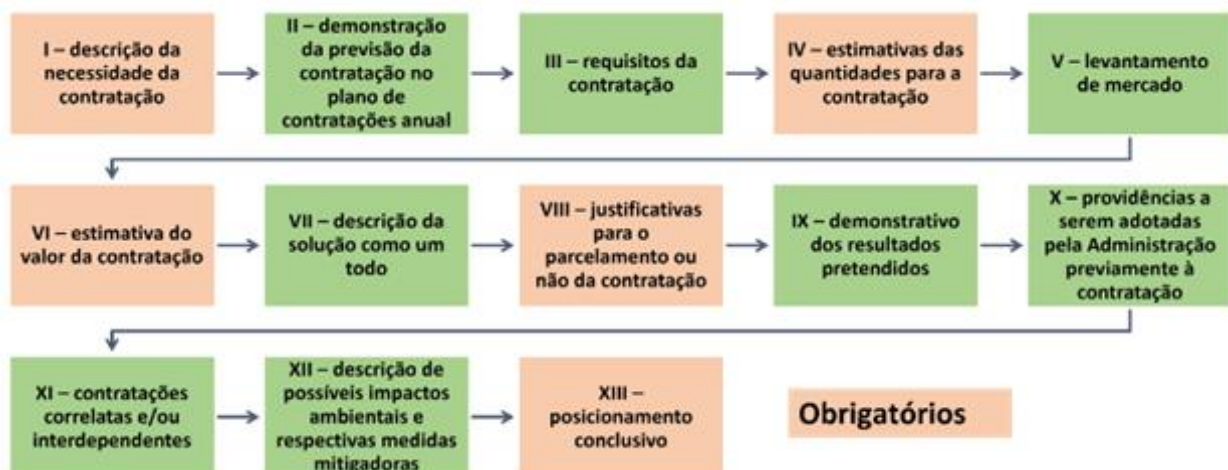 I – descrição da
necessidade da
contratação
II – demonstração
da previsão da
contratação no
plano de
contratações anual
III – requisitos da
contratação
IV – estimativas das
quantidades para a
contratação
V – levantamento
de mercado
VI – estimativa do
valor da contratação
VII – descrição da
solução como um
todo
VIII – justificativas
para o
parcelamento ou
não da contratação
IX – demonstrativo
dos resultados
pretendidos
X – providências a
serem adotadas
pela Administração
previamente à
contratação
XI – contratações
correlatas e/ou
interdependentes
XII – descrição de
possíveis impactos
ambientais e
respectivas medidas
mitigadoras
XIII –
posicionamento
conclusivo
Obrigatórios